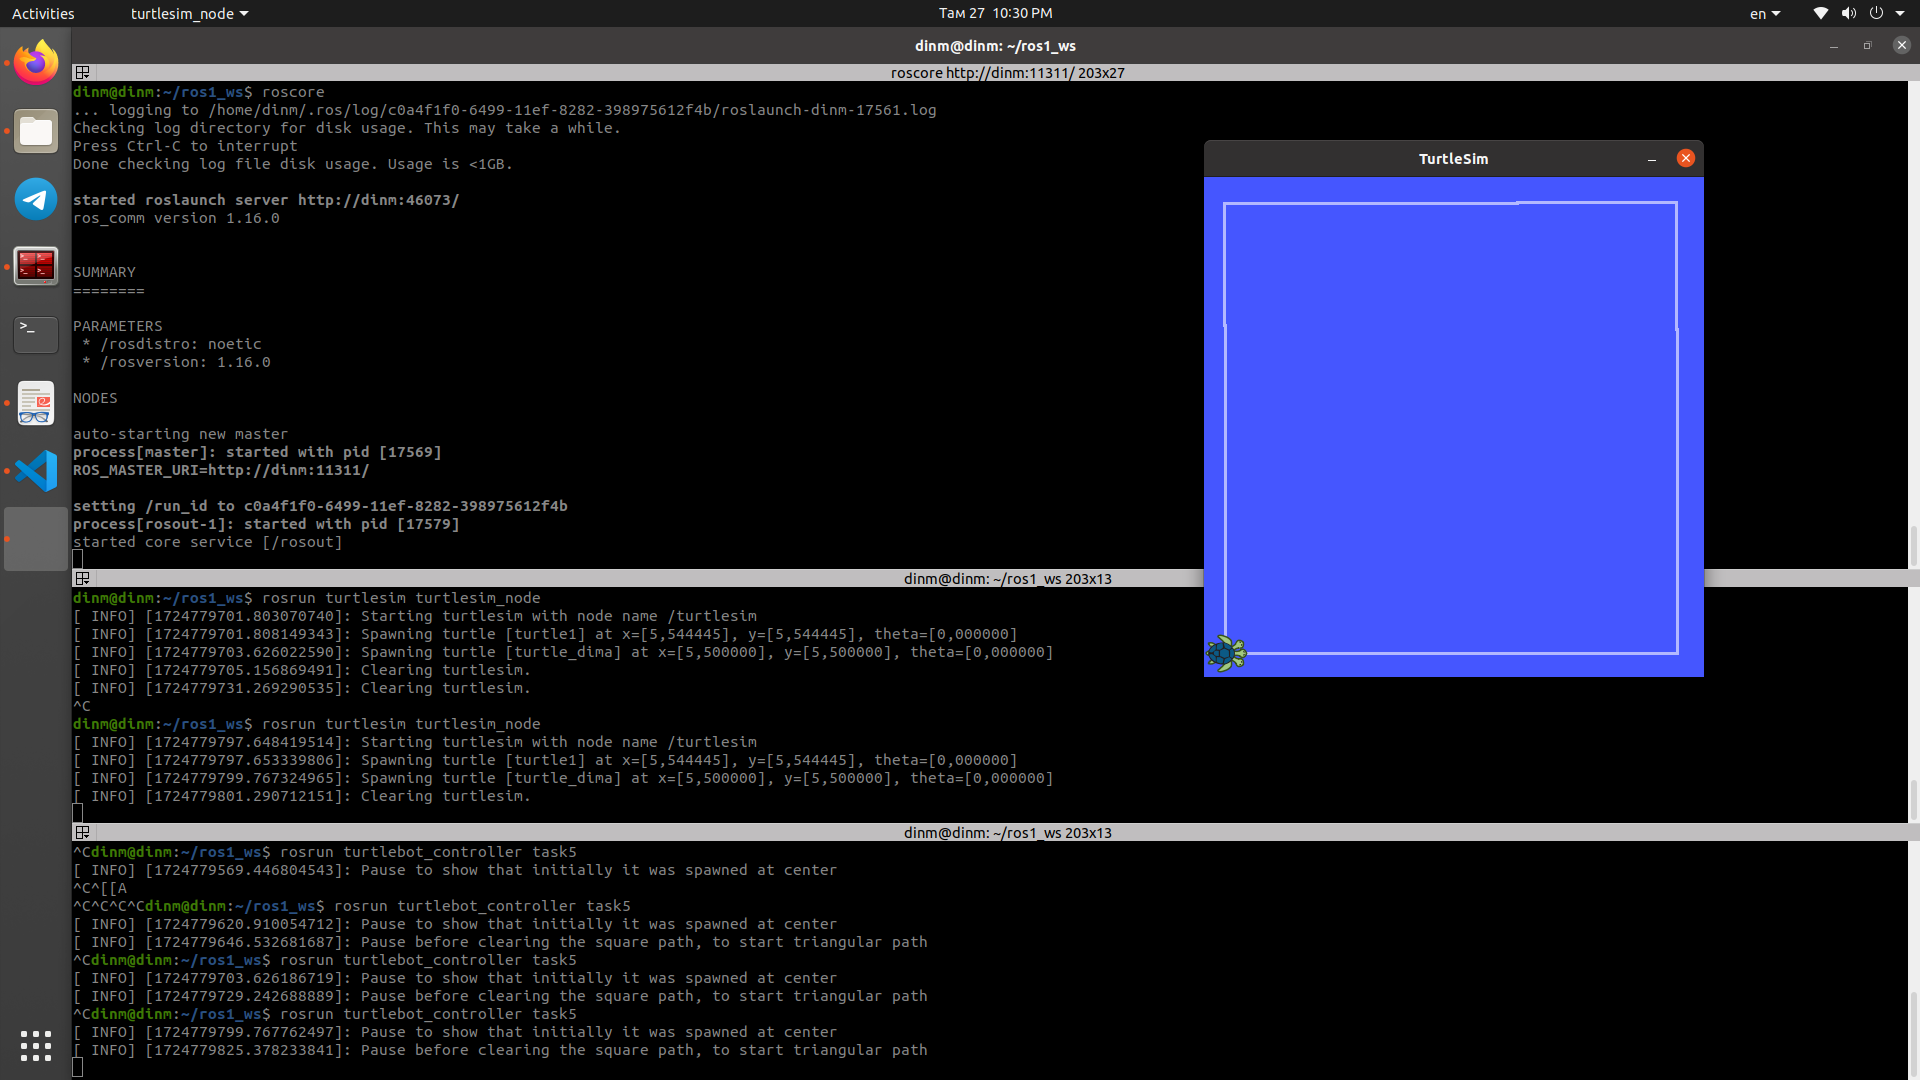 Activities
turtlesim_node
Там 27 10:30 PM
en
dinm@dinm: ~/ros1_ws
roscore http://dinm:11311/ 203x27
dinm@dinm:~/ros1_ws$ roscore
... logging to /home/dinm/.ros/log/c0a4f1f0-6499-11ef-8282-398975612f4b/roslaunch-dinm-17561.log
Checking log directory for disk usage. This may take a while.
Press Ctrl-C to interrupt
Done checking log file disk usage. Usage is <1GB.
started roslaunch server http://dinm:46073/
ros_comm version 1.16.0
SUMMARY
========
PARAMETERS
* /rosdistro: noetic
* /rosversion: 1.16.0
NODES
auto-starting new master
process[master]: started with pid [17569]
ROS_MASTER_URI=http://dinm:11311/
setting /run_id to c0a4f1f0-6499-11ef-8282-398975612f4b
process[rosout-1]: started with pid [17579]
started core service [/rosout]
TurtleSim
dinm@dinm: ~/ros1_ws 203x13
dinm@dinm:~/ros1_ws$ rosrun turtlesim turtlesim_node
[ INFO] [1724779701.803070740]: Starting turtlesim with node name /turtlesim
[ INFO] [1724779701.808149343]: Spawning turtle [turtle1] at x=[5,544445], y=[5,544445], theta=[0,000000]
[ INFO] [1724779703.626022590]: Spawning turtle [turtle_dima] at x=[5,500000], y=[5,500000], theta=[0,000000]
[ INFO] [1724779705.156869491]: Clearing turtlesim.
[ INFO] [1724779731.269290535]: Clearing turtlesim.
^C
dinm@dinm:~/ros1_ws$ rosrun turtlesim turtlesim_node
[ INFO] [1724779797.648419514]: Starting turtlesim with node name /turtlesim
[ INFO] [1724779797.653339806]: Spawning turtle [turtle1] at x=[5,544445], y=[5,544445], theta=[0,000000]
[ INFO] [1724779799.767324965]: Spawning turtle [turtle_dima] at x=[5,500000], y=[5,500000], theta=[0,000000]
[ INFO] [1724779801.290712151]: Clearing turtlesim.
dinm@dinm: ~/ros1_ws 203x13
^Cdinm@dinm:~/ros1_ws$ rosrun turtlebot_controller task5
[ INFO] [1724779569.446804543]: Pause to show that initially it was spawned at center
^C^[[A
^C^C^C^Cdinm@dinm:~/ros1_ws$ rosrun turtlebot_controller task5
[ INFO] [1724779620.910054712]: Pause to show that initially it was spawned at center
[ INFO] [1724779646.532681687]: Pause before clearing the square path, to start triangular path
^Cdinm@dinm:~/ros1_ws$ rosrun turtlebot_controller task5
[ INFO] [1724779703.626186719]: Pause to show that initially it was spawned at center
[ INFO] [1724779729.242688889]: Pause before clearing the square path, to start triangular path
^Cdinm@dinm:~/ros1_ws$ rosrun turtlebot_controller task5
[ INFO] [1724779799.767762497]: Pause to show that initially it was spawned at center
[ INFO] [1724779825.378233841]: Pause before clearing the square path, to start triangular path